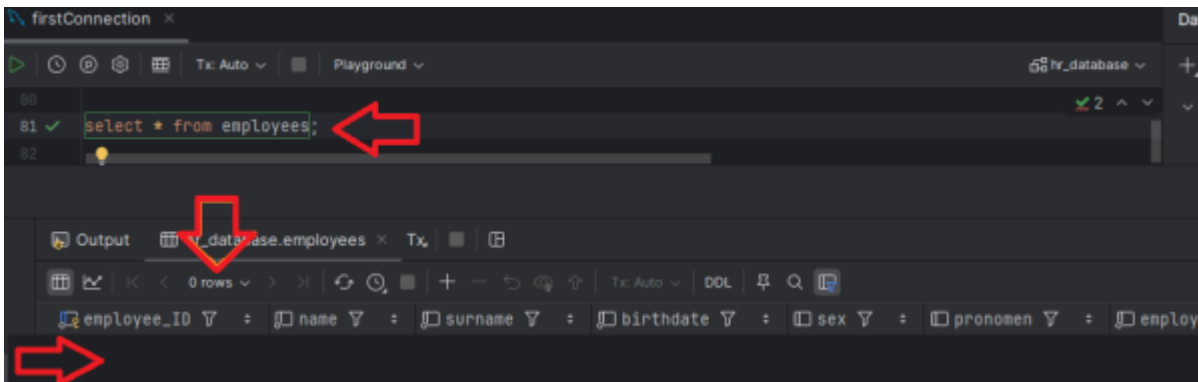 firstConnection ×
Da
Tx: Auto
Playground
hr_database
80
2
81 select * from employees;
82
Output
hr_database.employees ×
Tx
0 rows
Tx: Auto
DDL
employee_ID
name
surname
birthdate
sex
pronomen
employ